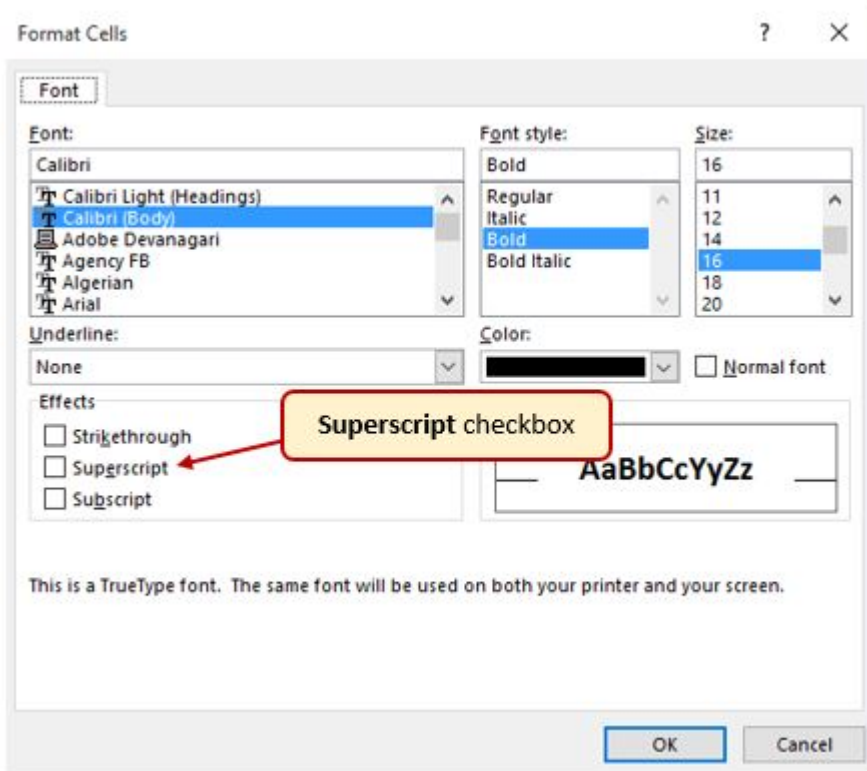 Format Cells
?
Font
Font:
Font style:
Size:
Calibri
Bold
16
Calibri Light (Headings)
Calibri (Body)
Adobe Devanagari
Agency FB
Algerian
Arial
Regular
Italic
Bold
Bold Italic
11
12
14
16
18
20
Underline:
Color:
None
Normal font
Effects
Strikethrough
Superscript
Subscript
Superscript checkbox
AaBbCcYyZz
This is a TrueType font. The same font will be used on both your printer and your screen.
OK
Cancel